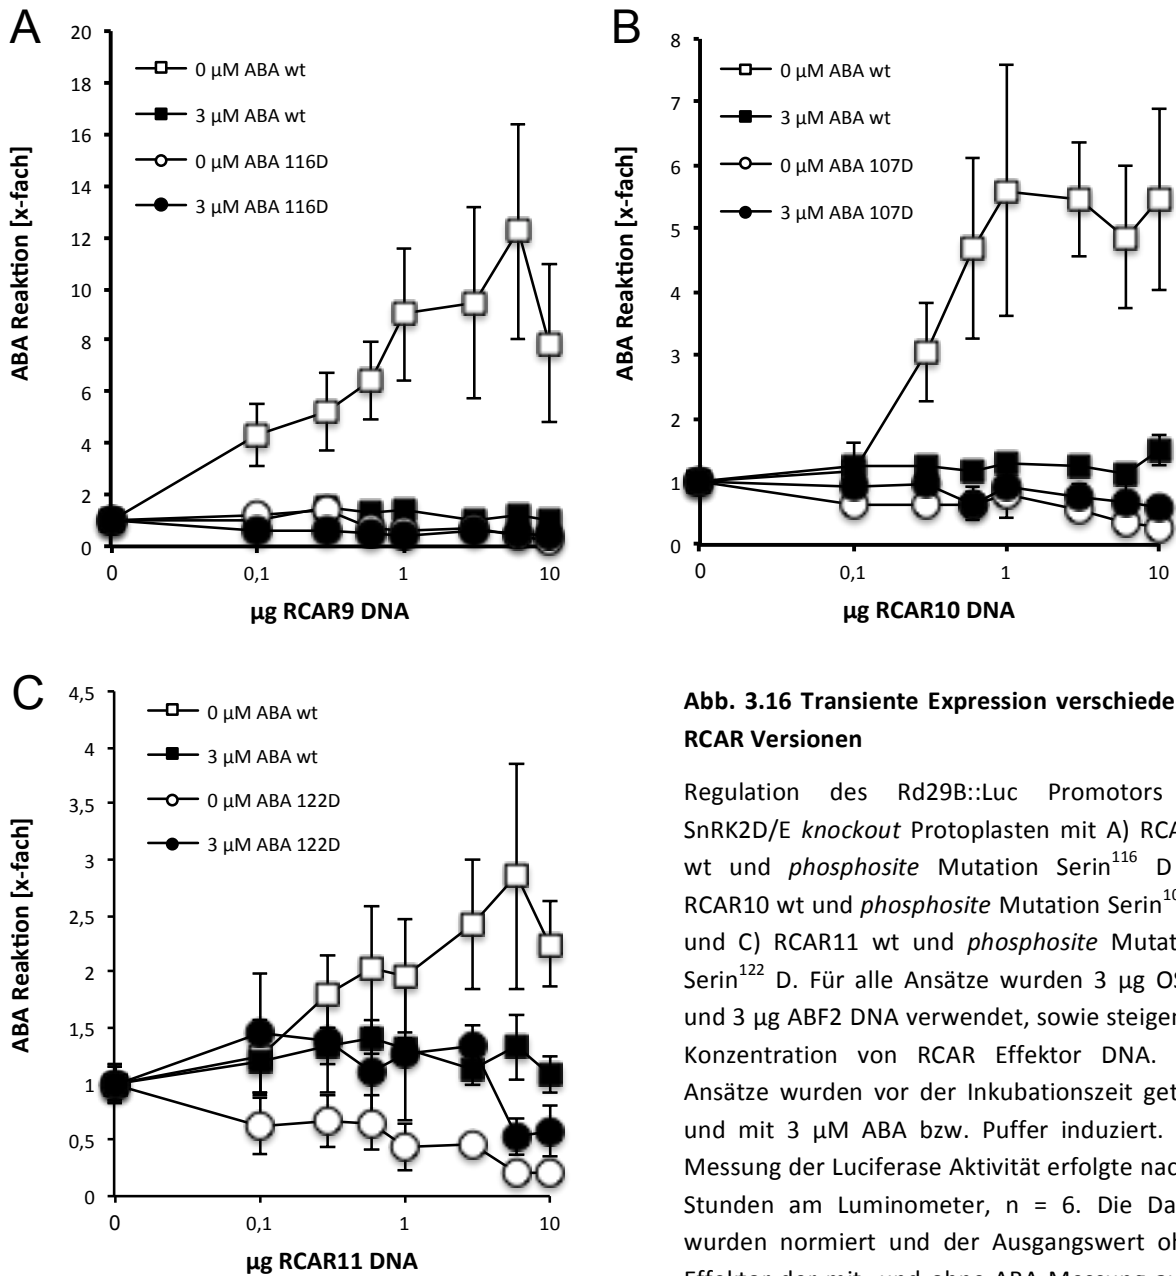 A
20
18
16
14
12
10
8
6
4
2
0
ABA Reaktion [x-fach]
0 µM ABA wt
3 µM ABA wt
0 µM ABA 116D
3 µM ABA 116D
0 0,1 1 10
µg RCAR9 DNA
B
8
7
6
5
4
3
2
1
0
ABA Reaktion [x-fach]
0 µM ABA wt
3 µM ABA wt
0 µM ABA 107D
3 µM ABA 107D
0 0,1 1 10
µg RCAR10 DNA
C
4,5
4
3,5
3
2,5
2
1,5
1
0,5
0
ABA Reaktion [x-fach]
0 µM ABA wt
3 µM ABA wt
0 µM ABA 122D
3 µM ABA 122D
0 0,1 1 10
µg RCAR11 DNA
Abb. 3.16 Transiente Expression verschiede
RCAR Versionen
Regulation des Rd29B::Luc Promotors
SnRK2D/E knockout Protoplasten mit A) RCA
wt und phosphosite Mutation Serin116 D
RCAR10 wt und phosphosite Mutation Serin10
und C) RCAR11 wt und phosphosite Mutat
Serin122 D. Für alle Ansätze wurden 3 µg OS
und 3 µg ABF2 DNA verwendet, sowie steiger
Konzentration von RCAR Effektor DNA.
Ansätze wurden vor der Inkubationszeit get
und mit 3 µM ABA bzw. Puffer induziert.
Messung der Luciferase Aktivität erfolgte nac
Stunden am Luminometer, n = 6. Die Da
wurden normiert und der Ausgangswert oh
Effektor der mit- und ohne ABA Messung